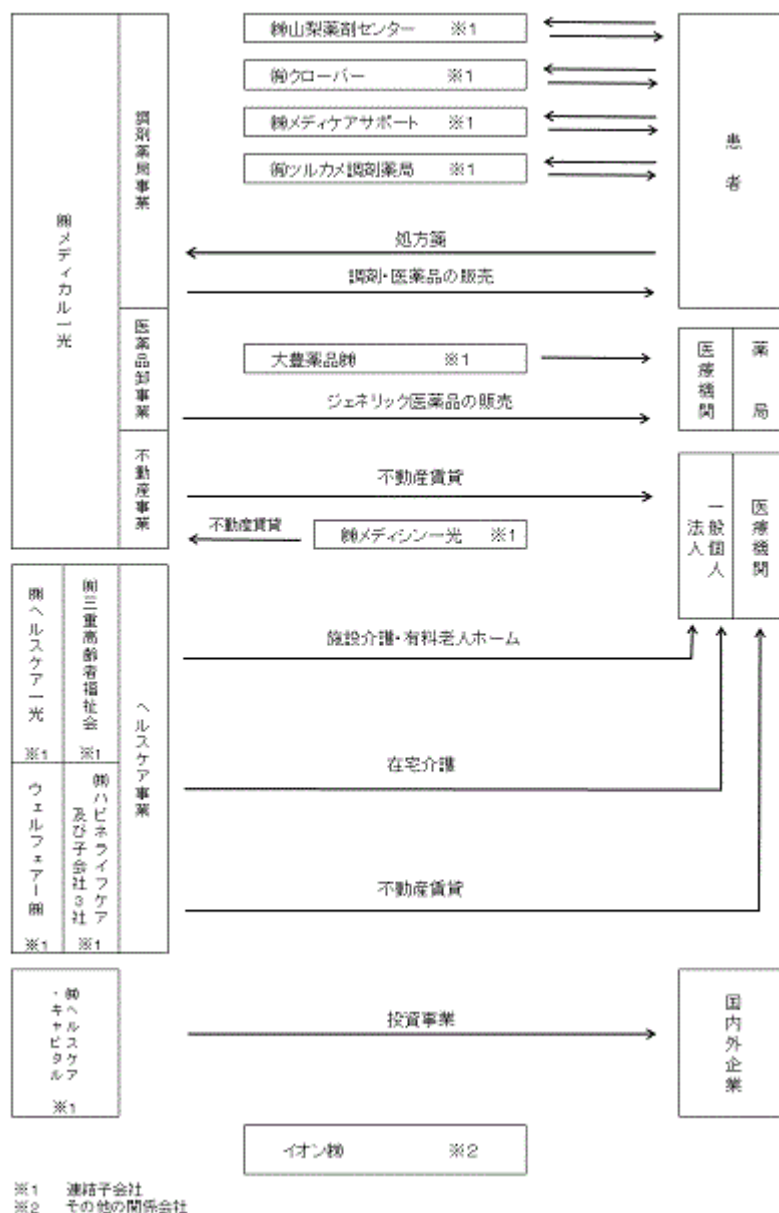 ㈱メディカル一光
調剤薬局事業
㈱山梨薬剤センター ※1
㈲クローバー ※1
㈱メディケアサポート ※1
㈲ツルカメ調剤薬局 ※1
患者
処方箋
調剤・医薬品の販売
医薬品卸事業
大豊薬品㈱ ※1
ジェネリック医薬品の販売
医療機関
薬局
不動産事業
不動産賃貸
不動産賃貸
㈱メディシン一光 ※1
法人
一般個人
医療機関
㈱ヘルスケア一光
※1
㈲三重高齢者福祉会
※1
ヘルスケア事業
施設介護・有料老人ホーム
在宅介護
ウェルフェアー㈱
※1
㈱ハピネライフケア
及び子会社3社
※1
不動産賃貸
㈱ヘルスケア
・キャピタル
※1
投資事業
国内外企業
イオン㈱ ※2
※1 連結子会社
※2 その他の関係会社